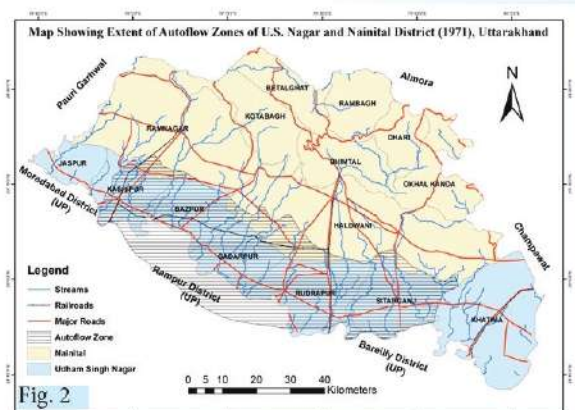 Map Showing Extent of Autoflow Zones of U.S. Nagar and Nainital District (1971), Uttarakhand
Pauri Garhwal
Almora
N
BETALGHAT
RAMBAGH
KOTABAGH
RAMNAGAR
DHARI
BHIMTAL
JASPUR
OKHALKANDA
KASHIPUR
Moradabad District
(UP)
BAZPUR
HALDWANI
Champawat
GADARPUR
Rampur District
(UP)
RUDRAPUR
SITARGANJ
KHATIMA
Bareilly District
(UP)
Legend
Streams
Railroads
Major Roads
Autoflow Zone
Nainital
Udham Singh Nagar
0 5 10 20 30 40
Kilometers
Fig. 2